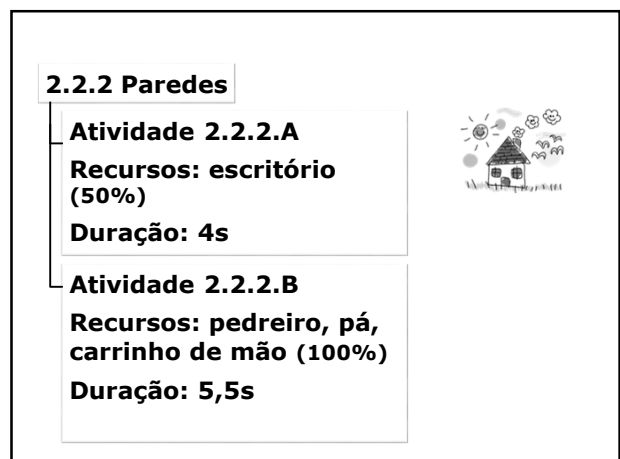 2.2.2 Paredes
Atividade 2.2.2.A
Recursos: escritório
(50%)
Duração: 4s
Atividade 2.2.2.B
Recursos: pedreiro, pá,
carrinho de mão (100%)
Duração: 5,5s